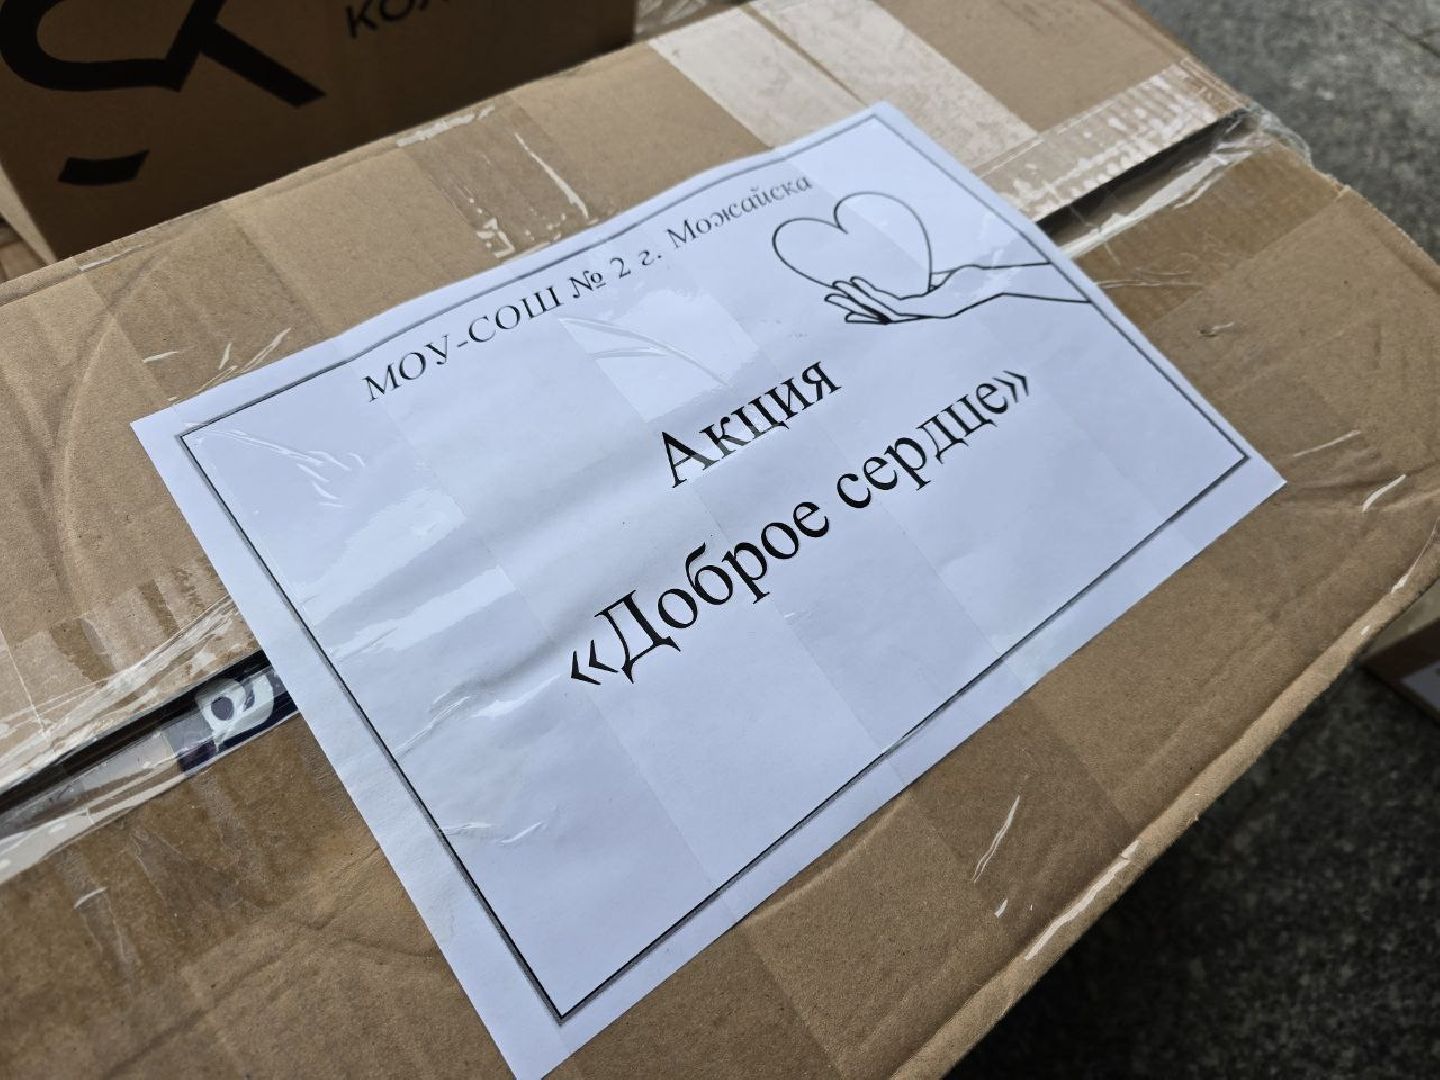 МОУ-СОШ № 2 г. Можайска
Акция
«Доброе сердце»